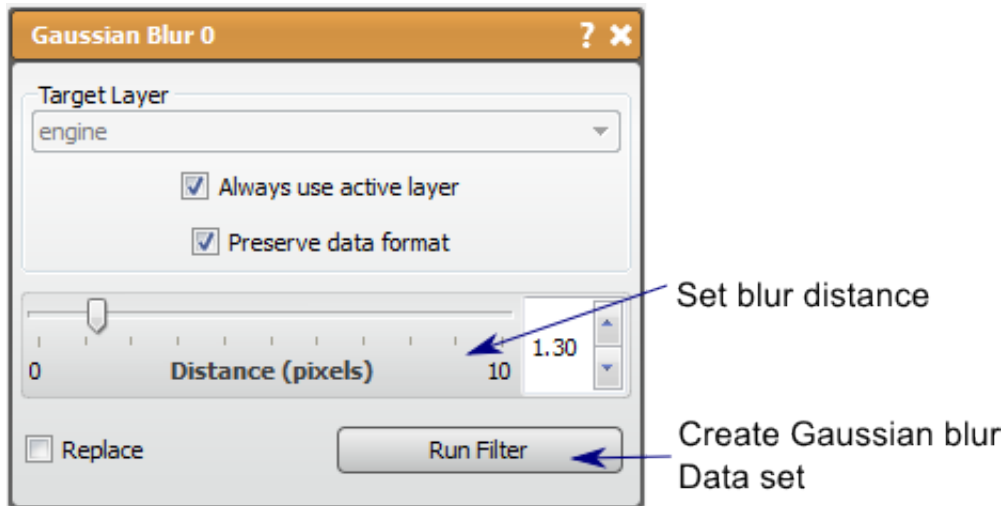 Gaussian Blur 0 ? ×
Target Layer
engine
Always use active layer
Preserve data format
Set blur distance
1.30
0 Distance (pixels) 10
Replace Run Filter
Create Gaussian blur
Data set